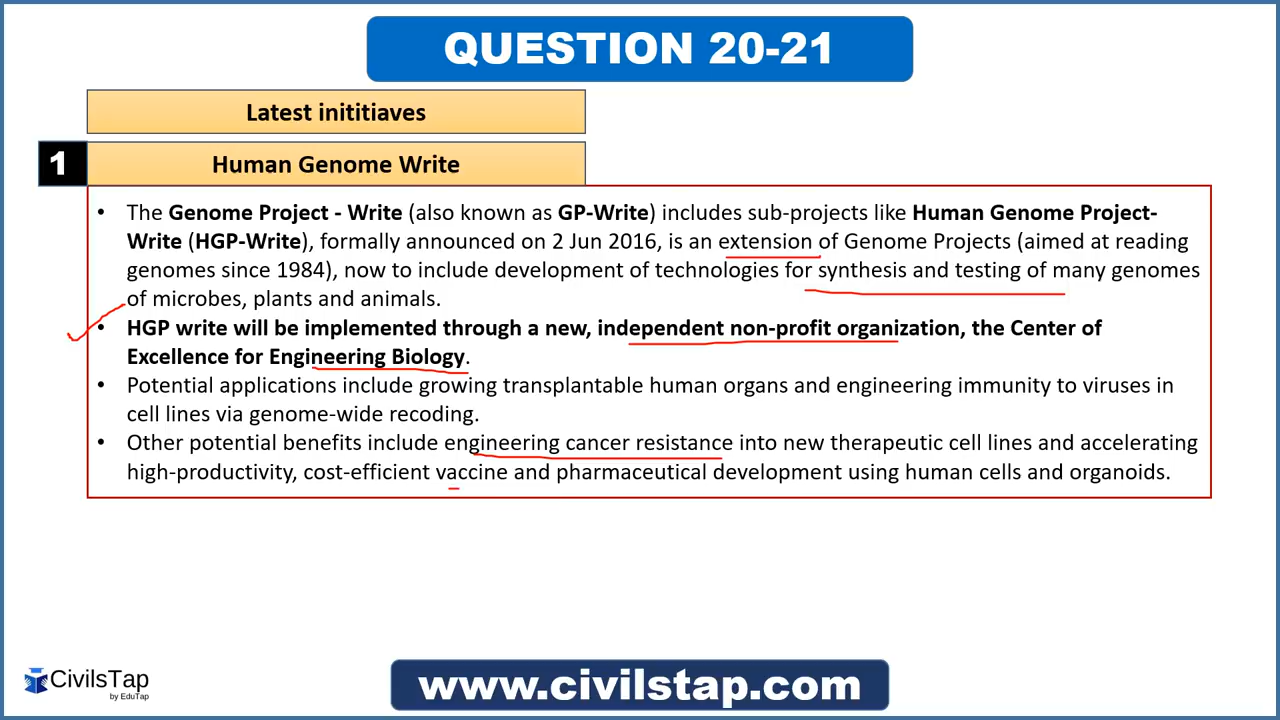 QUESTION 20-21
Latest inititiaves
1
Human Genome Write
• The Genome Project - Write (also known as GP-Write) includes sub-projects like Human Genome Project-
Write (HGP-Write), formally announced on 2 Jun 2016, is an extension of Genome Projects (aimed at reading
genomes since 1984), now to include development of technologies for synthesis and testing of many genomes
of microbes, plants and animals.
• HGP write will be implemented through a new, independent non-profit organization, the Center of
Excellence for Engineering Biology.
• Potential applications include growing transplantable human organs and engineering immunity to viruses in
cell lines via genome-wide recoding.
• Other potential benefits include engineering cancer resistance into new therapeutic cell lines and accelerating
high-productivity, cost-efficient vaccine and pharmaceutical development using human cells and organoids.
CivilsTap
by EduTap
www.civilstap.com